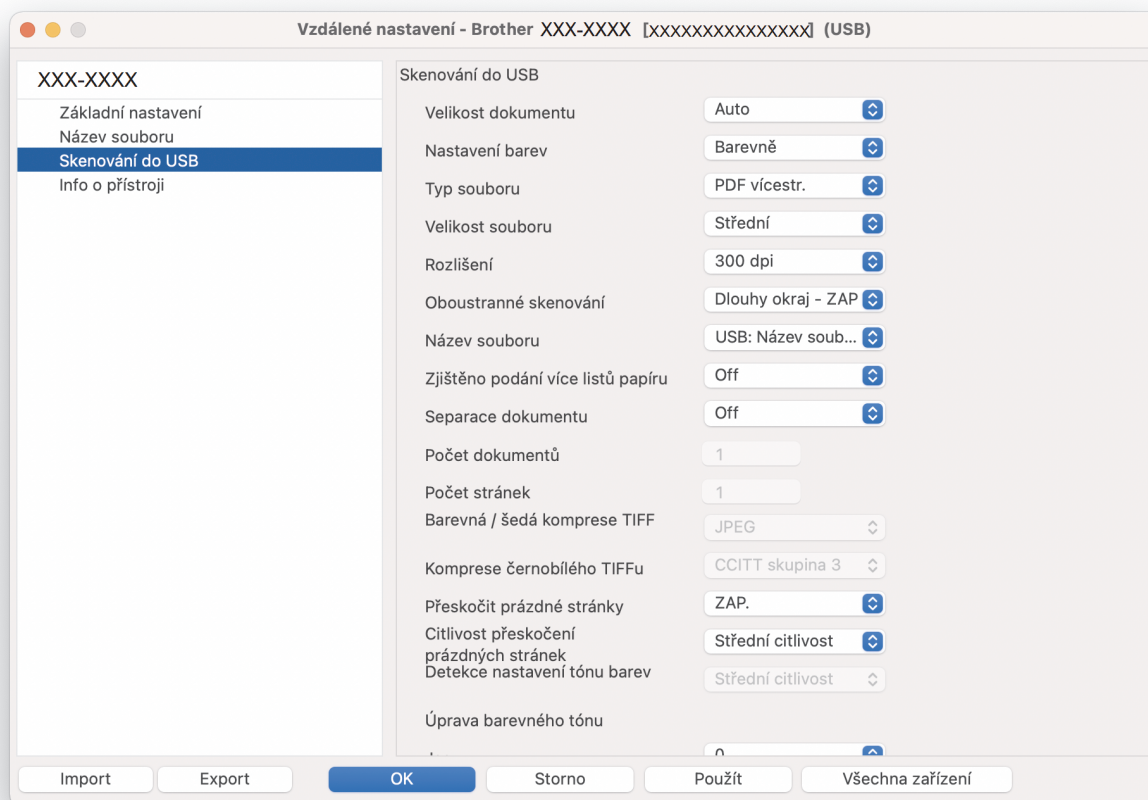 Vzdálené nastavení - Brother XXX-XXXX [XXXXXXXXXXXXXXX] (USB)
XXX-XXXX
Základní nastavení
Název souboru
Skenování do USB
Info o přístroji
Skenování do USB
Velikost dokumentu Auto
Nastavení barev Barevně
Typ souboru PDF vícestr.
Velikost souboru Střední
Rozlišení 300 dpi
Oboustranné skenování Dlouhy okraj - ZAP
Název souboru USB: Název soub...
Zjištěno podání více listů papíru Off
Separace dokumentu Off
Počet dokumentů 1
Počet stránek 1
Barevná / šedá komprese TIFF JPEG
Komprese černobílého TIFFu CCITT skupina 3
Přeskočit prázdné stránky ZAP.
Citlivost přeskočení
prázdných stránek Střední citlivost
Detekce nastavení tónu barev Střední citlivost
Úprava barevného tónu
0
Import Export OK Storno Použít Všechna zařízení